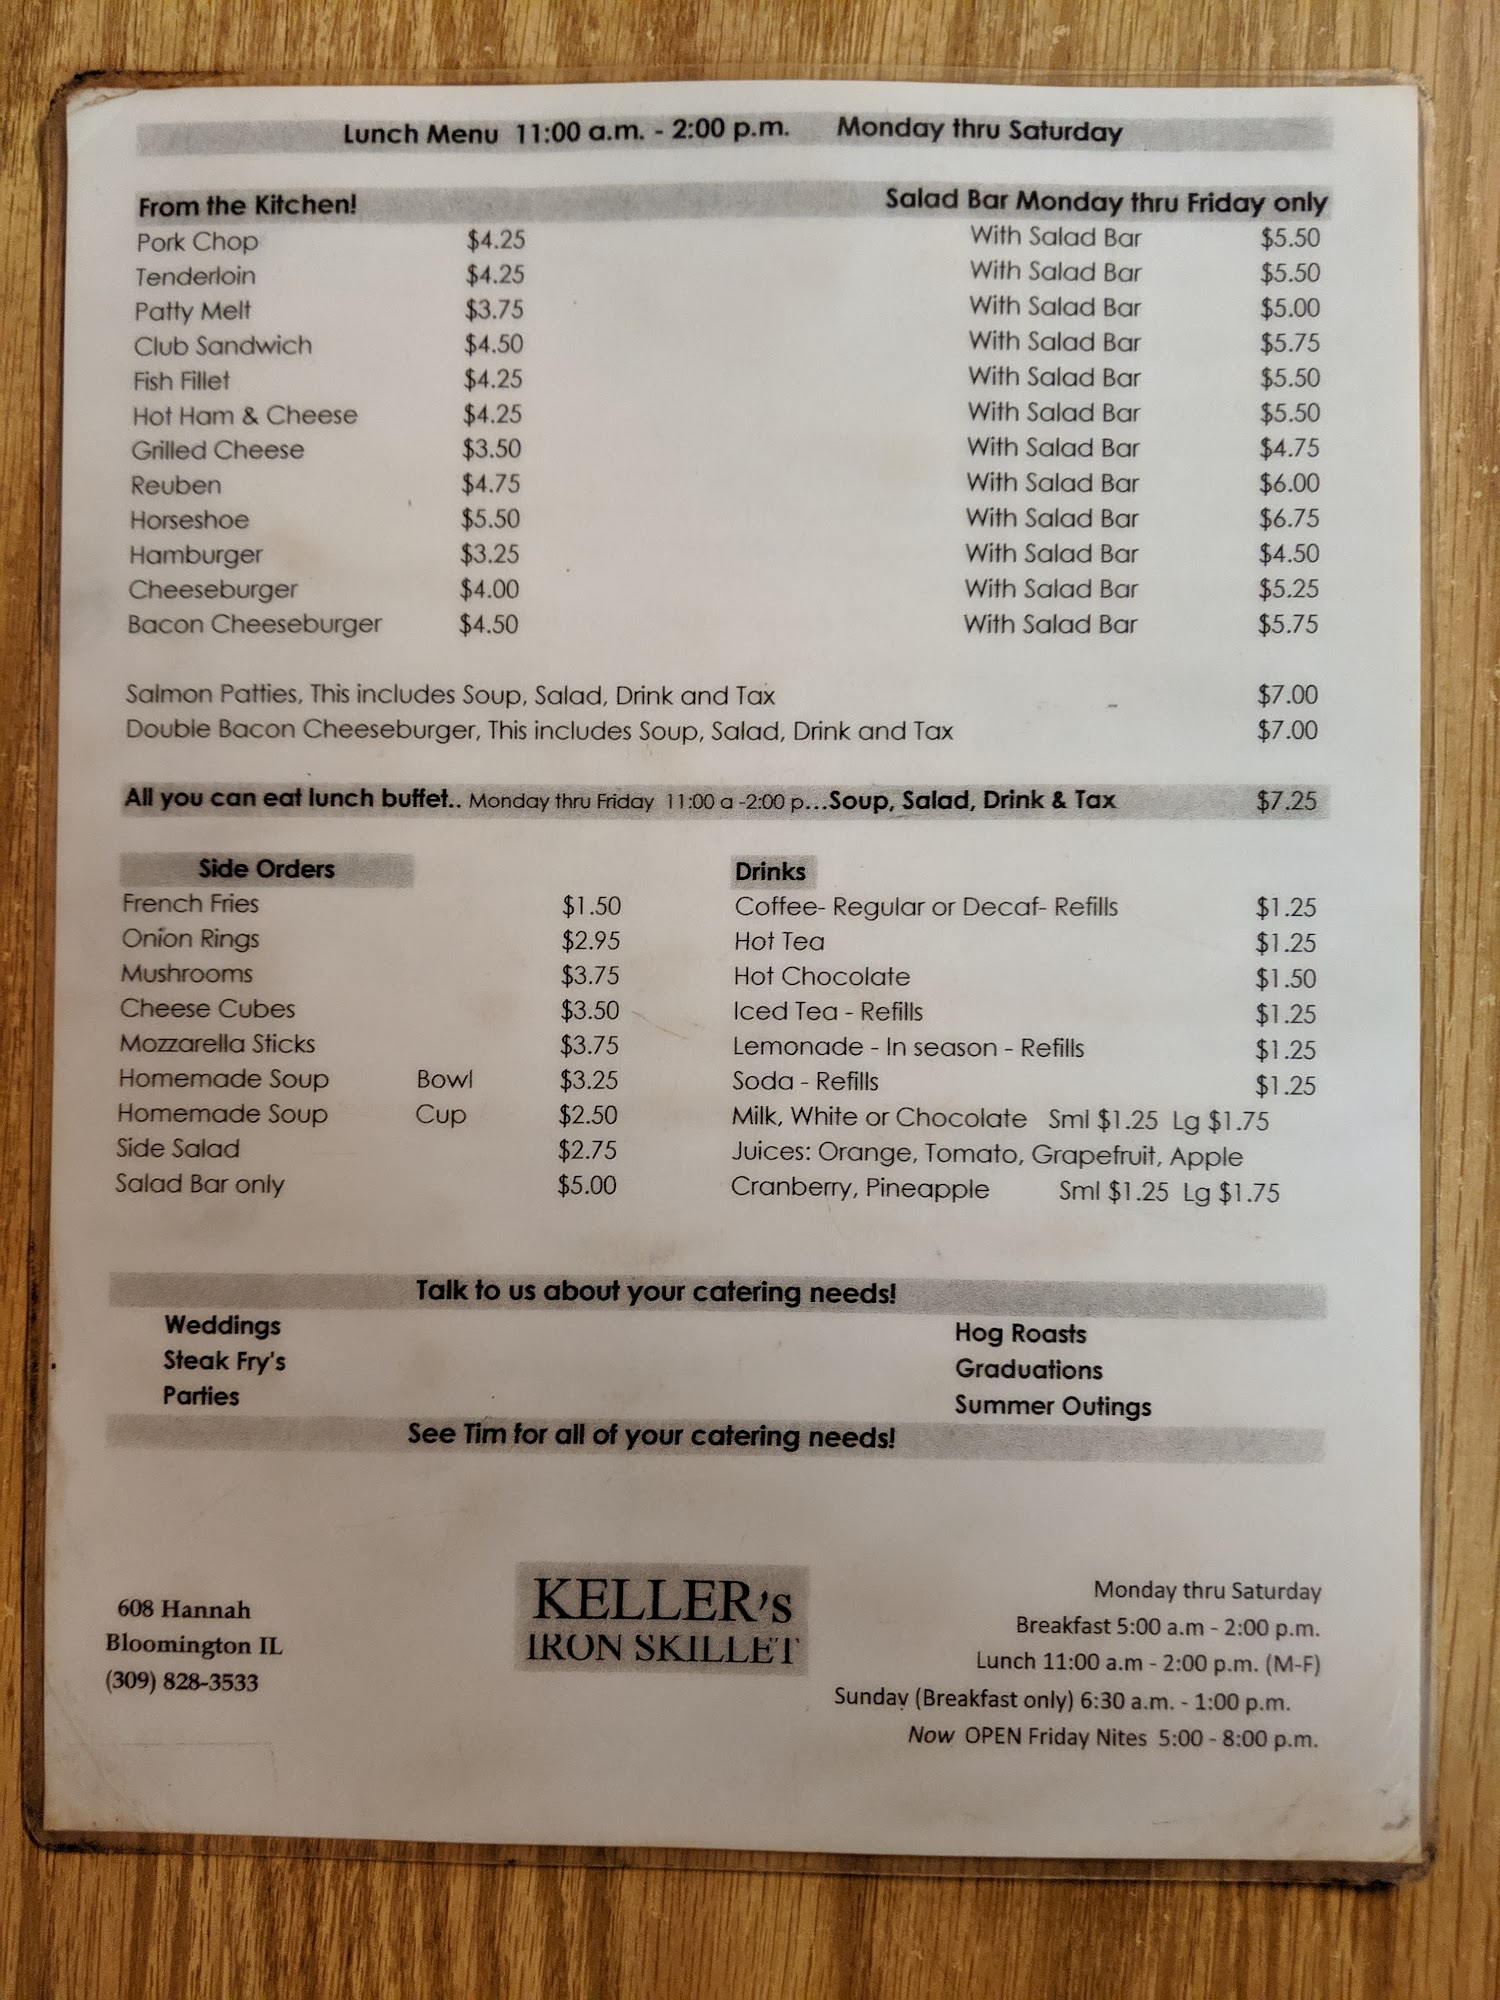 Lunch Menu 11:00 a.m. - 2:00 p.m. Monday thru Saturday
From the Kitchen! Salad Bar Monday thru Friday only
Pork Chop $4.25 With Salad Bar $5.50
Tenderloin $4.25 With Salad Bar $5.50
Patty Melt $3.75 With Salad Bar $5.00
Club Sandwich $4.50 With Salad Bar $5.75
Fish Fillet $4.25 With Salad Bar $5.50
Hot Ham & Cheese $4.25 With Salad Bar $5.50
Grilled Cheese $3.50 With Salad Bar $4.75
Reuben $4.75 With Salad Bar $6.00
Horseshoe $5.50 With Salad Bar $6.75
Hamburger $3.25 With Salad Bar $4.50
Cheeseburger $4.00 With Salad Bar $5.25
Bacon Cheeseburger $4.50 With Salad Bar $5.75
Salmon Patties, This includes Soup, Salad, Drink and Tax $7.00
Double Bacon Cheeseburger, This includes Soup, Salad, Drink and Tax $7.00
All you can eat lunch buffet.. Monday thru Friday 11:00 a -2:00 p...Soup, Salad, Drink & Tax $7.25
Side Orders
French Fries $1.50
Onion Rings $2.95
Mushrooms $3.75
Cheese Cubes $3.50
Mozzarella Sticks $3.75
Homemade Soup Bowl $3.25
Homemade Soup Cup $2.50
Side Salad $2.75
Salad Bar only $5.00
Drinks
Coffee- Regular or Decaf- Refills $1.25
Hot Tea $1.25
Hot Chocolate $1.50
Iced Tea - Refills $1.25
Lemonade - In season - Refills $1.25
Soda - Refills $1.25
Milk, White or Chocolate Sml $1.25 Lg $1.75
Juices: Orange, Tomato, Grapefruit, Apple
Cranberry, Pineapple Sml $1.25 Lg $1.75
Talk to us about your catering needs!
Weddings Hog Roasts
Steak Fry's Graduations
Parties Summer Outings
See Tim for all of your catering needs!
608 Hannah
Bloomington IL
(309) 828-3533
KELLER's
IRON SKILLET
Monday thru Saturday
Breakfast 5:00 a.m - 2:00 p.m.
Lunch 11:00 a.m - 2:00 p.m. (M-F)
Sunday (Breakfast only) 6:30 a.m. - 1:00 p.m.
Now OPEN Friday Nites 5:00 - 8:00 p.m.